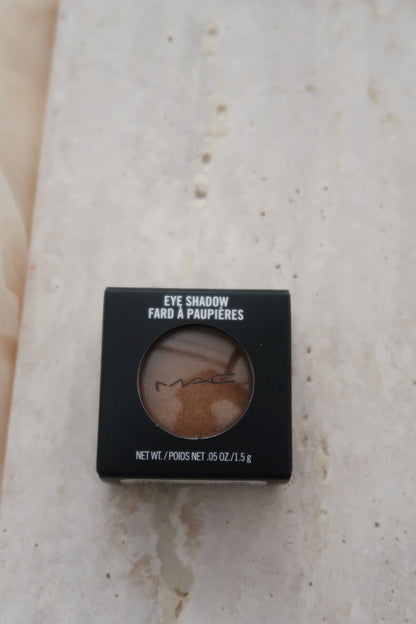 EYE SHADOW
FARD À PAUPIÈRES
MAC
NET WT. / POIDS NET .05 OZ./1.5 g